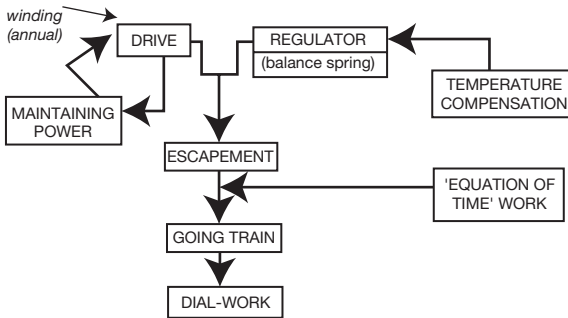 winding
(annual)
DRIVE
REGULATOR
(balance spring)
TEMPERATURE
COMPENSATION
MAINTAINING
POWER
ESCAPEMENT
'EQUATION OF
TIME' WORK
GOING TRAIN
DIAL-WORK